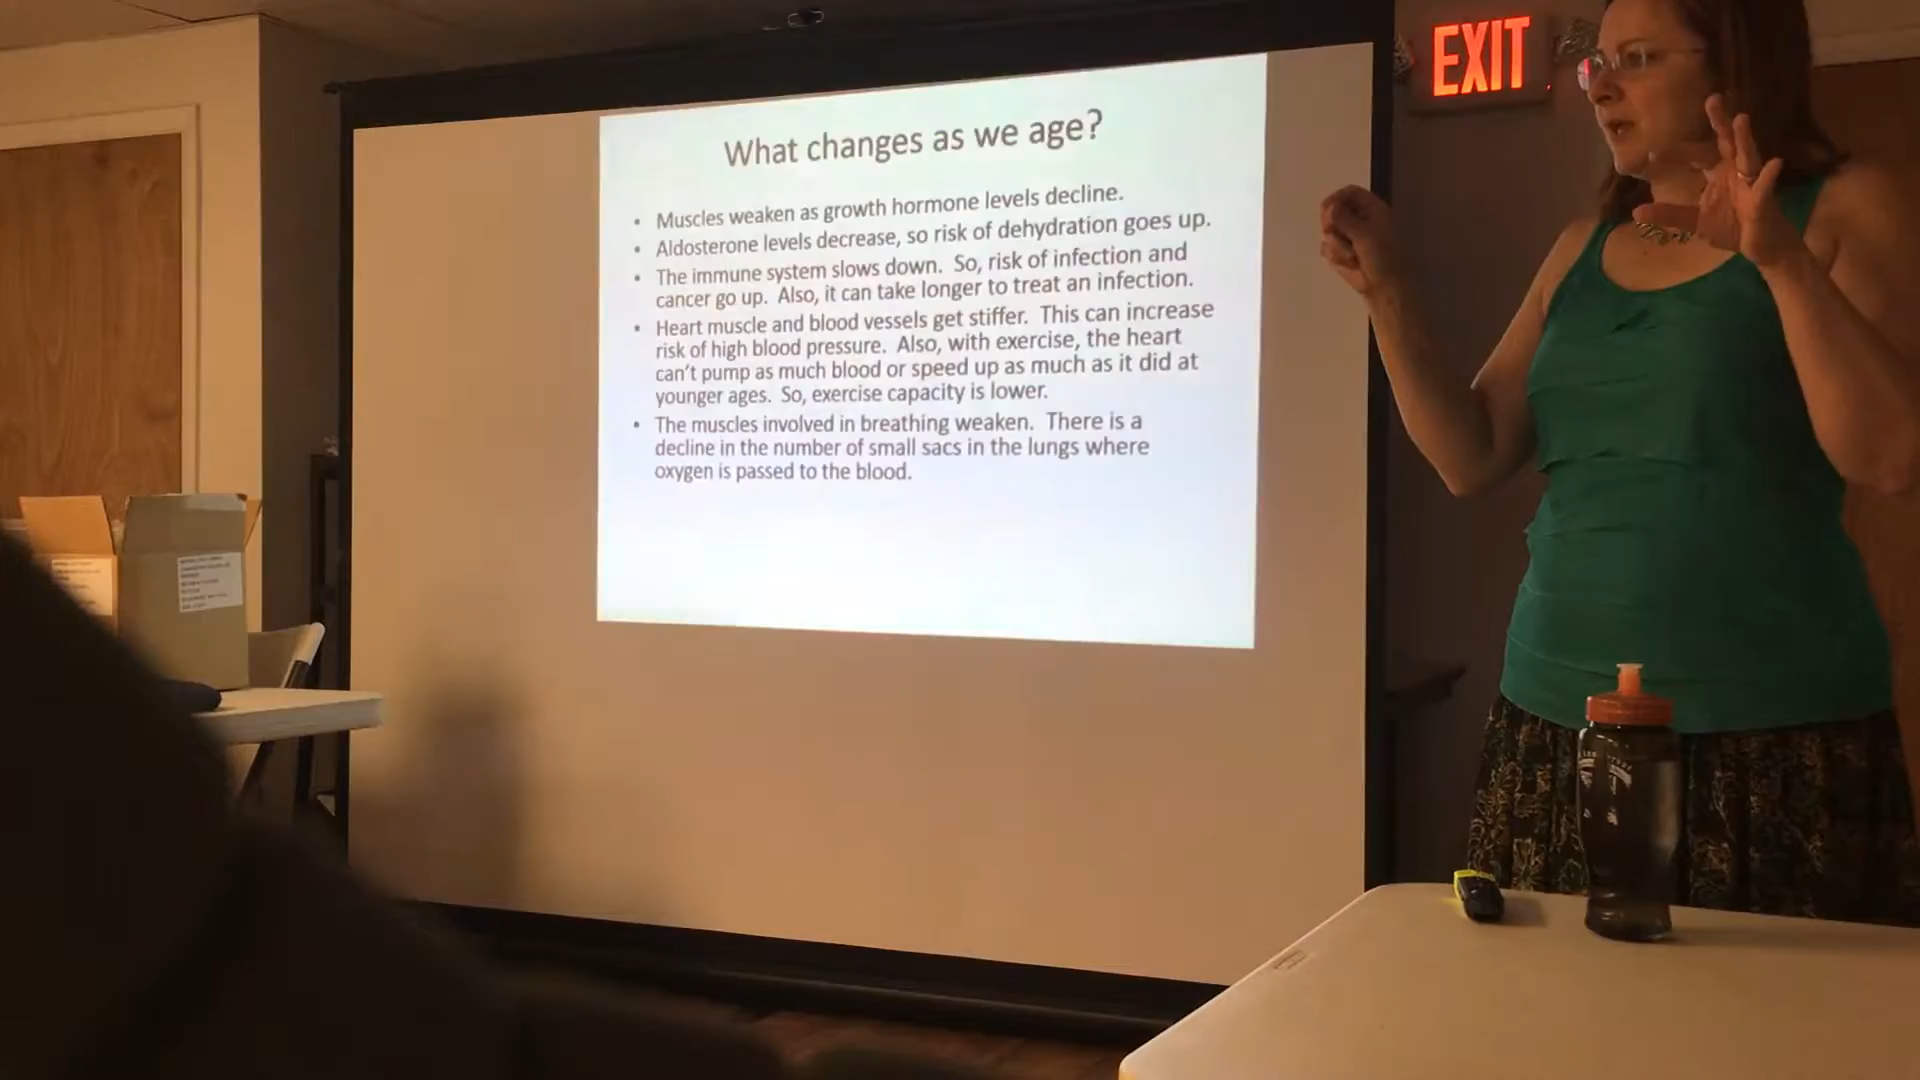 EXIT
What changes as we age?
• Muscles weaken as growth hormone levels decline.
• Aldosterone levels decrease, so risk of dehydration goes up.
• The immune system slows down. So, risk of infection and
cancer go up. Also, it can take longer to treat an infection.
• Heart muscle and blood vessels get stiffer. This can increase
risk of high blood pressure. Also, with exercise, the heart
can't pump as much blood or speed up as much as it did at
younger ages. So, exercise capacity is lower.
• The muscles involved in breathing weaken. There is a
decline in the number of small sacs in the lungs where
oxygen is passed to the blood.